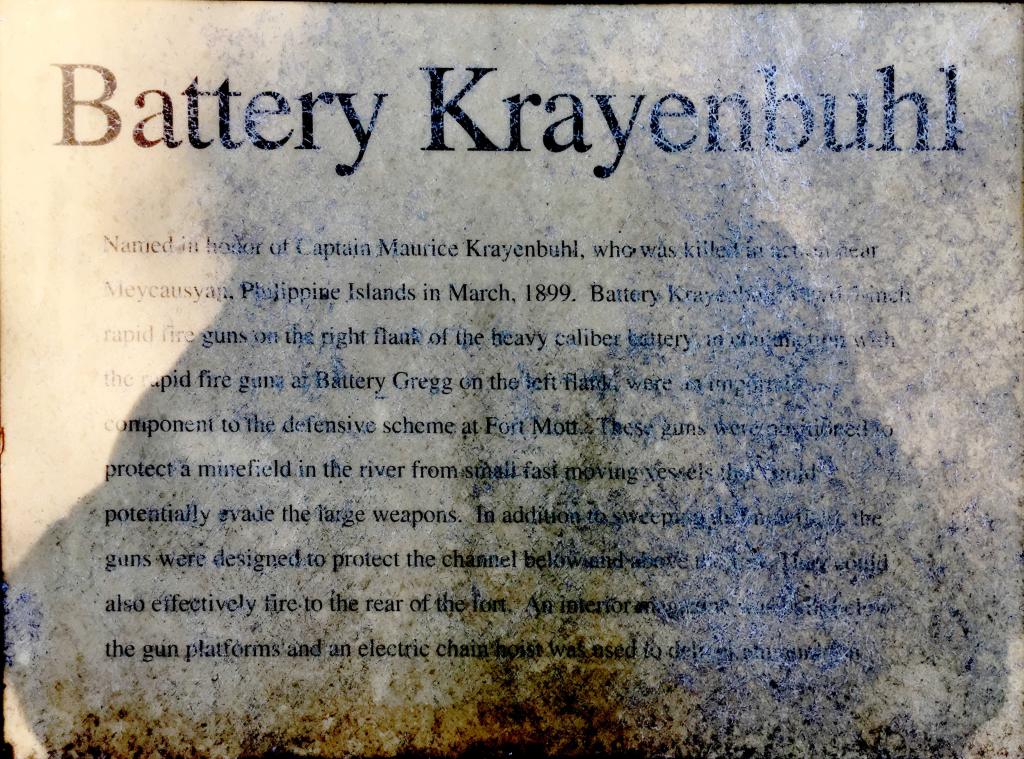 Battery Krayenbuhl
Named in honor of Captain Maurice Krayenbuhl, who was killed in action near
Meycausyan, Philippine Islands in March, 1899. Battery Krayenbuhl's
rapid fire guns on the right flank of the heavy caliber battery, in conjunction with
the rapid fire guns at Battery Gregg on the left flank, were an important
component to the defensive scheme at Fort Mott. These guns were positioned to
protect a minefield in the river from small fast moving vessels that could
potentially evade the large weapons. In addition to sweeping the minefield, the
guns were designed to protect the channel below and above the fort. They could
also effectively fire to the rear of the fort. An interior magazine was below
the gun platforms and an electric chain hoist was used to deliver ammunition.